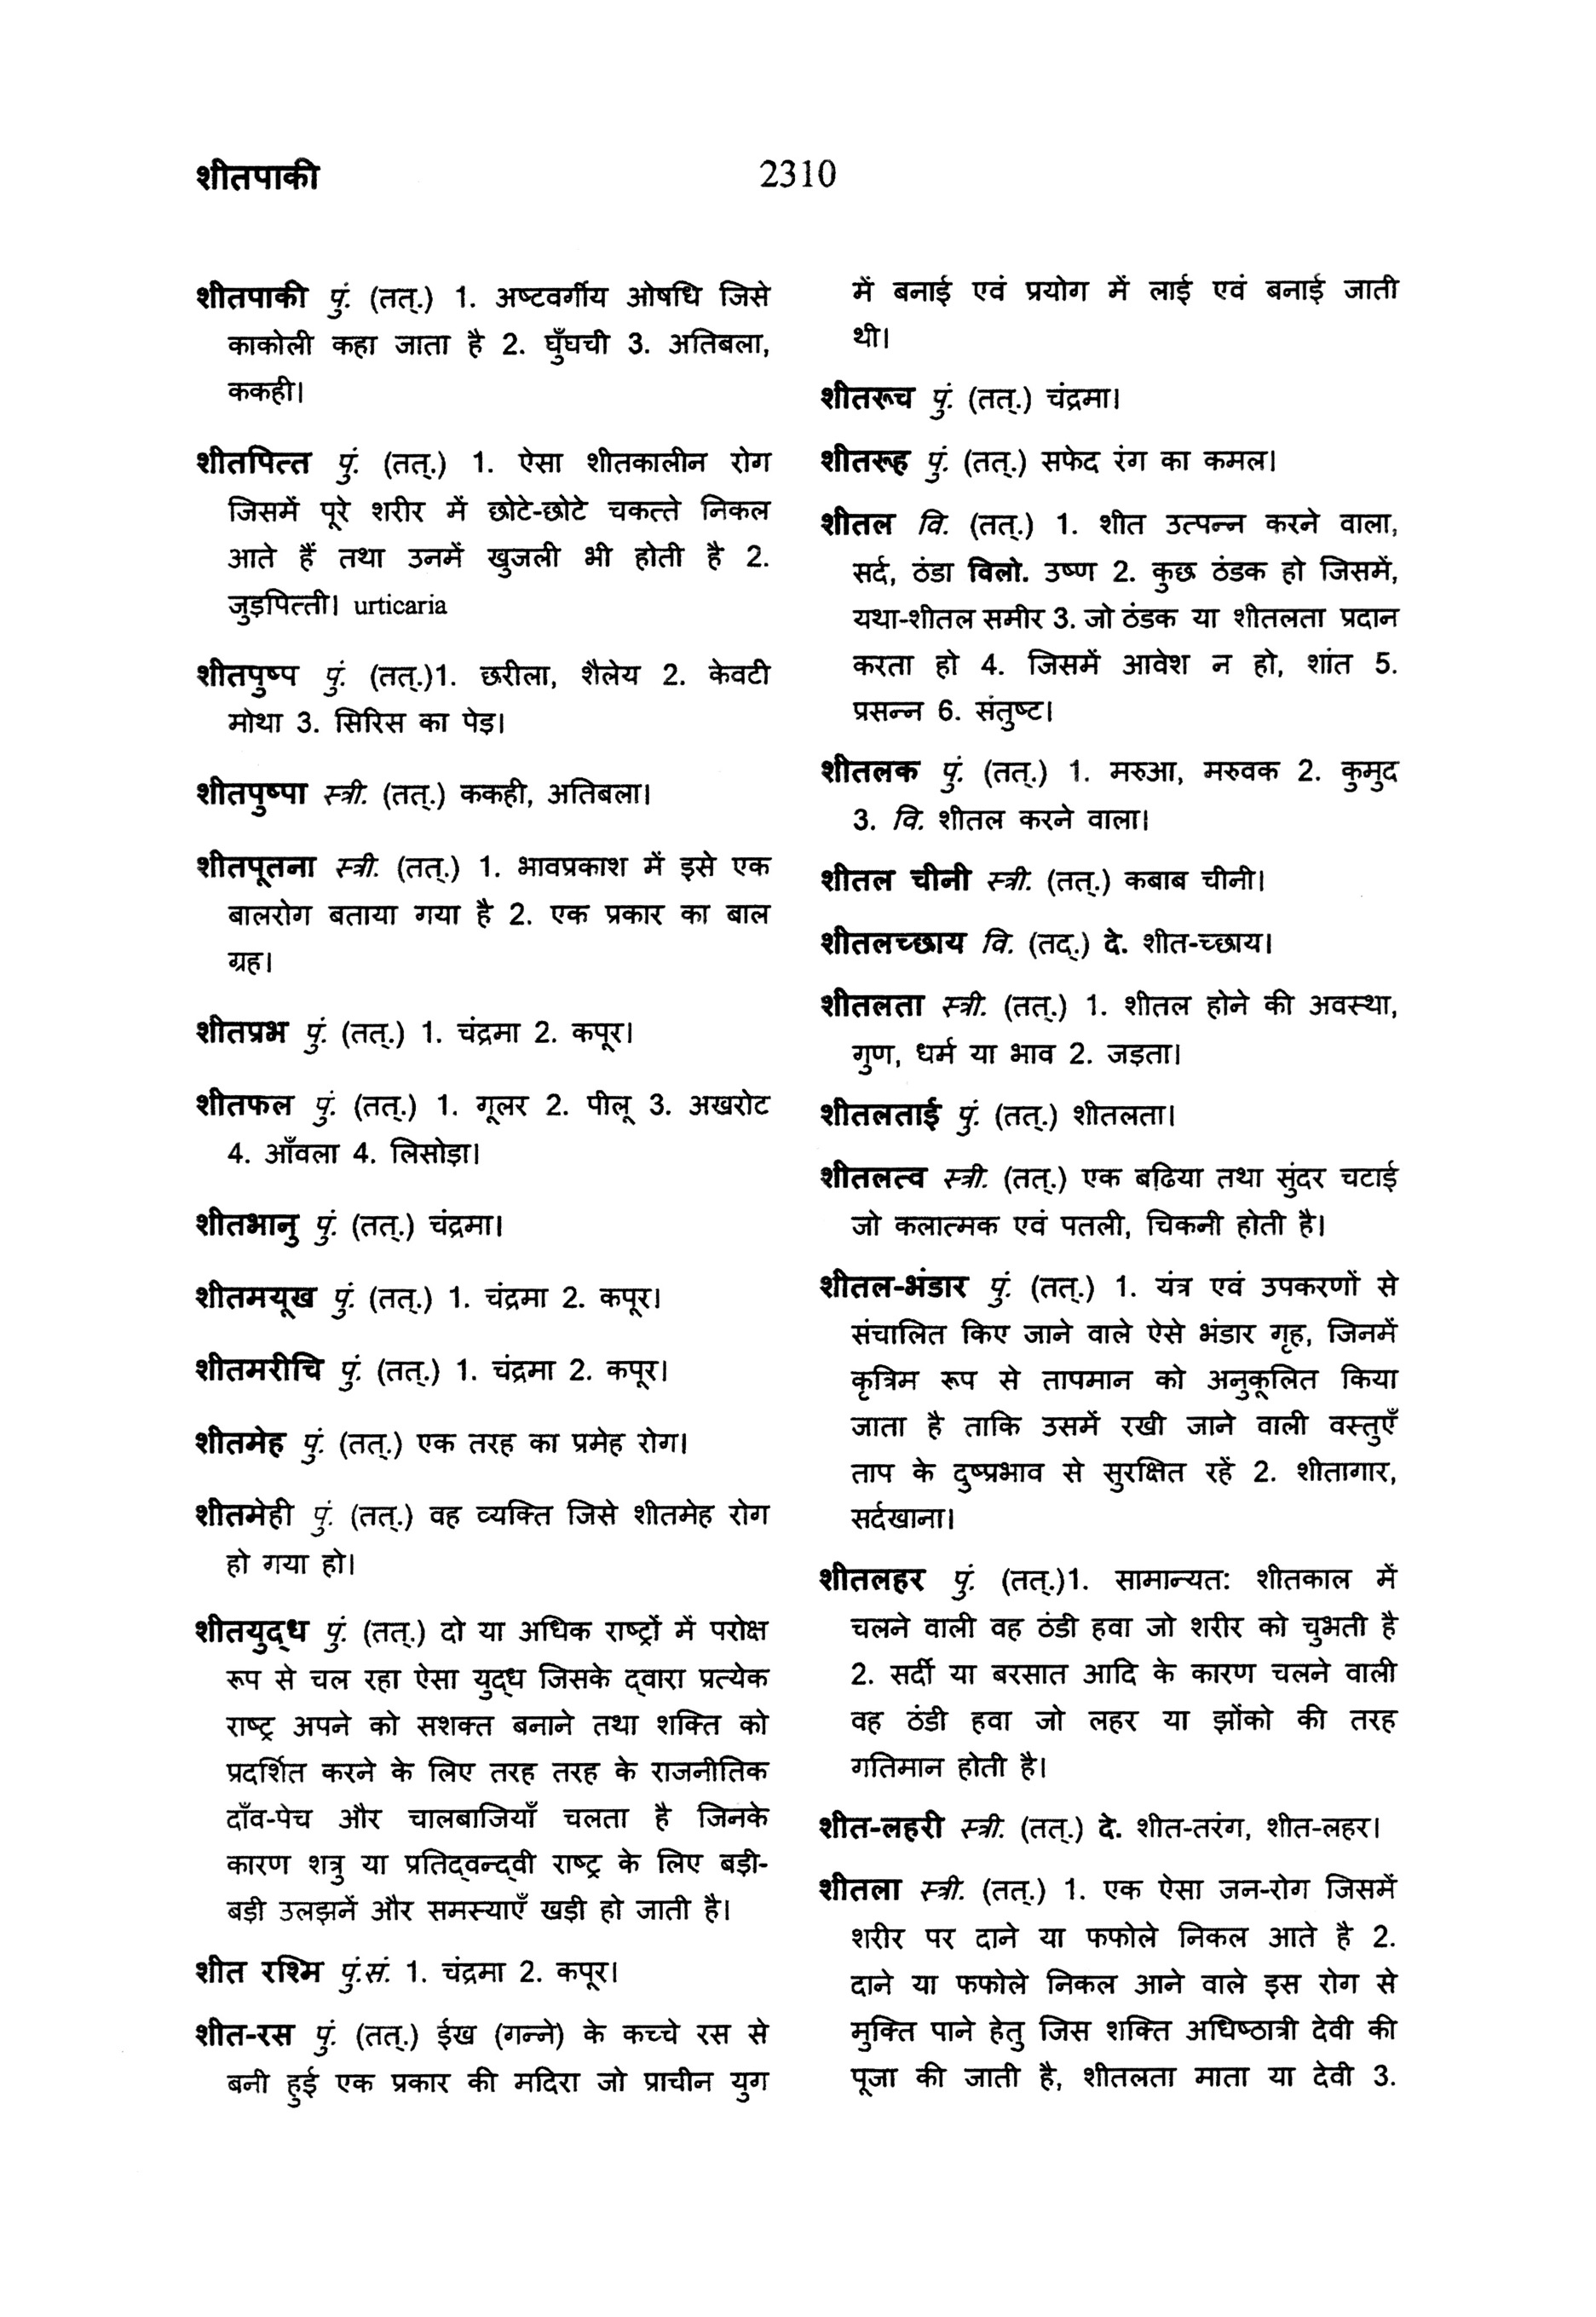 शीतपाकी
2310
शीतपाकी पुं. (तत्.) 1. अष्टवर्गीय ओषधि जिसे
काकोली कहा जाता है 2. घुँघची 3. अतिबला,
ककही।
शीतपित्त पुं. (तत्.) 1. ऐसा शीतकालीन रोग
जिसमें पूरे शरीर में छोटे-छोटे चकत्ते निकल
आते हैं तथा उनमें खुजली भी होती है 2.
जुड़पित्ती। urticaria
शीतपुष्प पुं. (तत्.)1. छरीला, शैलेय 2. केवटी
मोथा 3. सिरिस का पेड़।
शीतपुष्पा स्त्री. (तत्.) ककही, अतिबला।
शीतपूतना स्त्री. (तत्.) 1. भावप्रकाश में इसे एक
बालरोग बताया गया है 2. एक प्रकार का बाल
ग्रह।
शीतप्रभ पुं. (तत्.) 1. चंद्रमा 2. कपूर।
शीतफल पुं. (तत्.) 1. गूलर 2. पीलू 3. अखरोट
4. आँवला 4. लिसोड़ा।
शीतभानु पुं. (तत्.) चंद्रमा।
शीतमयूख पुं. (तत्.) 1. चंद्रमा 2. कपूर।
शीतमरीचि पुं. (तत्.) 1. चंद्रमा 2. कपूर।
शीतमेह पुं. (तत्.) एक तरह का प्रमेह रोग।
शीतमेही पुं. (तत्.) वह व्यक्ति जिसे शीतमेह रोग
हो गया हो।
शीतयुद्ध पुं. (तत्.) दो या अधिक राष्ट्रों में परोक्ष
रूप से चल रहा ऐसा युद्ध जिसके द्वारा प्रत्येक
राष्ट्र अपने को सशक्त बनाने तथा शक्ति को
प्रदर्शित करने के लिए तरह तरह के राजनीतिक
दाँव-पेच और चालबाजियाँ चलता है जिनके
कारण शत्रु या प्रतिद्वन्द्वी राष्ट्र के लिए बड़ी-
बड़ी उलझनें और समस्याएँ खड़ी हो जाती है।
शीत रश्मि पुं.सं. 1. चंद्रमा 2. कपूर।
शीत-रस पुं. (तत्.) ईख (गन्ने) के कच्चे रस से
बनी हुई एक प्रकार की मदिरा जो प्राचीन युग
में बनाई एवं प्रयोग में लाई एवं बनाई जाती
थी।
शीतरूच पुं. (तत्.) चंद्रमा।
शीतरूह पुं. (तत्.) सफेद रंग का कमल।
शीतल वि. (तत्.) 1. शीत उत्पन्न करने वाला,
सर्द, ठंडा विलो. उष्ण 2. कुछ ठंडक हो जिसमें,
यथा-शीतल समीर 3. जो ठंडक या शीतलता प्रदान
करता हो 4. जिसमें आवेश न हो, शांत 5.
प्रसन्न 6. संतुष्ट।
शीतलक पुं. (तत्.) 1. मरुआ, मरुवक 2. कुमुद
3. वि. शीतल करने वाला।
शीतल चीनी स्त्री. (तत्.) कबाब चीनी।
शीतलच्छाय वि. (तद्.) दे. शीत-च्छाय।
शीतलता स्त्री. (तत्.) 1. शीतल होने की अवस्था,
गुण, धर्म या भाव 2. जड़ता।
शीतलताई पुं. (तत्.) शीतलता।
शीतलत्व स्त्री. (तत्.) एक बढ़िया तथा सुंदर चटाई
जो कलात्मक एवं पतली, चिकनी होती है।
शीतल-भंडार पुं. (तत्.) 1. यंत्र एवं उपकरणों से
संचालित किए जाने वाले ऐसे भंडार गृह, जिनमें
कृत्रिम रूप से तापमान को अनुकूलित किया
जाता है ताकि उसमें रखी जाने वाली वस्तुएँ
ताप के दुष्प्रभाव से सुरक्षित रहें 2. शीतागार,
सर्दखाना।
शीतलहर पुं. (तत्.)1. सामान्यत: शीतकाल में
चलने वाली वह ठंडी हवा जो शरीर को चुभती है
2. सर्दी या बरसात आदि के कारण चलने वाली
वह ठंडी हवा जो लहर या झोंको की तरह
गतिमान होती है।
शीत-लहरी स्त्री. (तत्.) दे. शीत-तरंग, शीत-लहर।
शीतला स्त्री. (तत्.) 1. एक ऐसा जन-रोग जिसमें
शरीर पर दाने या फफोले निकल आते है 2.
दाने या फफोले निकल आने वाले इस रोग से
मुक्ति पाने हेतु जिस शक्ति अधिष्ठात्री देवी की
पूजा की जाती है, शीतलता माता या देवी 3.